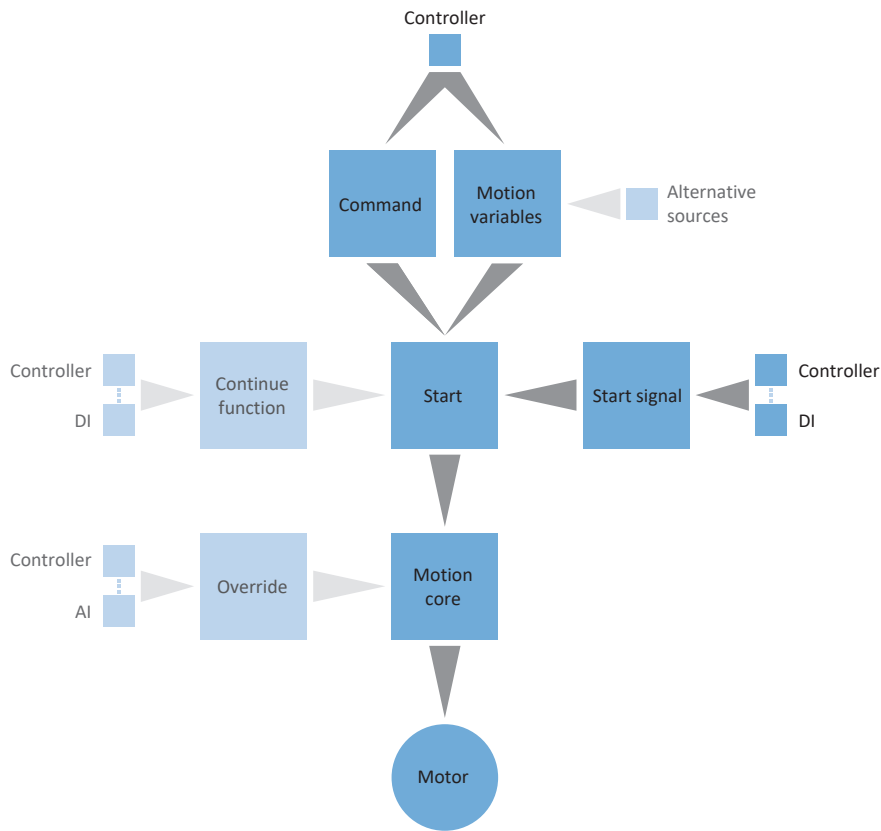 Controller
Command
Motion
variables
Alternative
sources
Controller
DI
Continue
function
Start
Start signal
Controller
DI
Controller
AI
Override
Motion
core
Motor